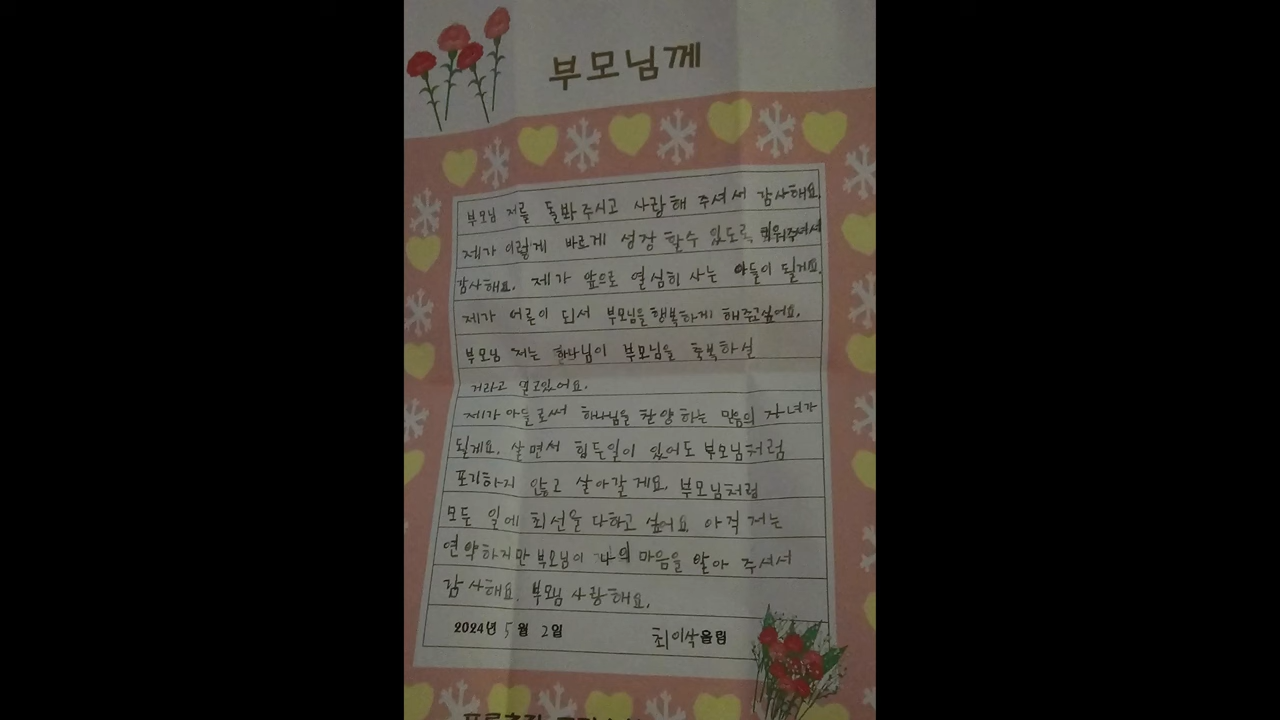 부모님께
부모님 저를 돌봐주시고 사랑해 주셔서 감사해요.
제가 이렇게 바르게 성장 할수 있도록 키워주셔서
감사해요. 제가 앞으로 열심히 사는 아들이 될게요.
제가 어른이 되서 부모님을 행복하게 해주고싶어요.
부모님 저는 하나님이 부모님을 축복하실
거라고 믿고있어요.
제가 아들로써 하나님을 찬양하는 믿음의 자녀가
될게요. 살면서 힘든일이 있어도 부모님처럼
포기하지 않고 살아갈게요. 부모님처럼
모든 일에 최선을 다하고 싶어요. 아직 저는
연약하지만 부모님이 나의 마음을 알아 주셔서
감사해요. 부모님 사랑해요.
2024년 5월 2일 최이삭올림